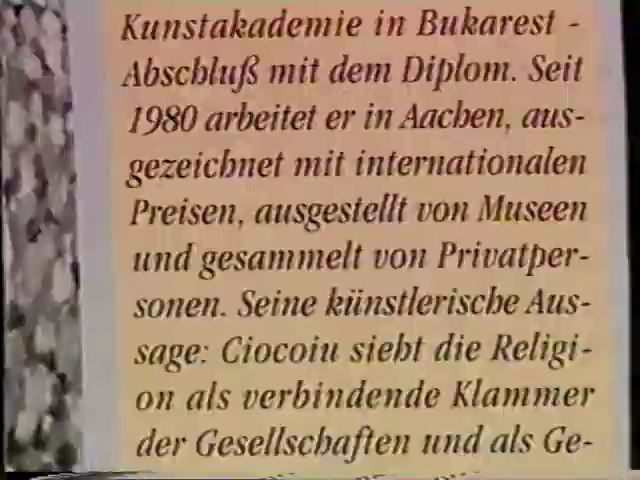 Kunstakademie in Bukarest -
Abschluß mit dem Diplom. Seit
1980 arbeitet er in Aachen, aus-
gezeichnet mit internationalen
Preisen, ausgestellt von Museen
und gesammelt von Privatper-
sonen. Seine künstlerische Aus-
sage: Ciocoiu sieht die Religi-
on als verbindende Klammer
der Gesellschaften und als Ge-